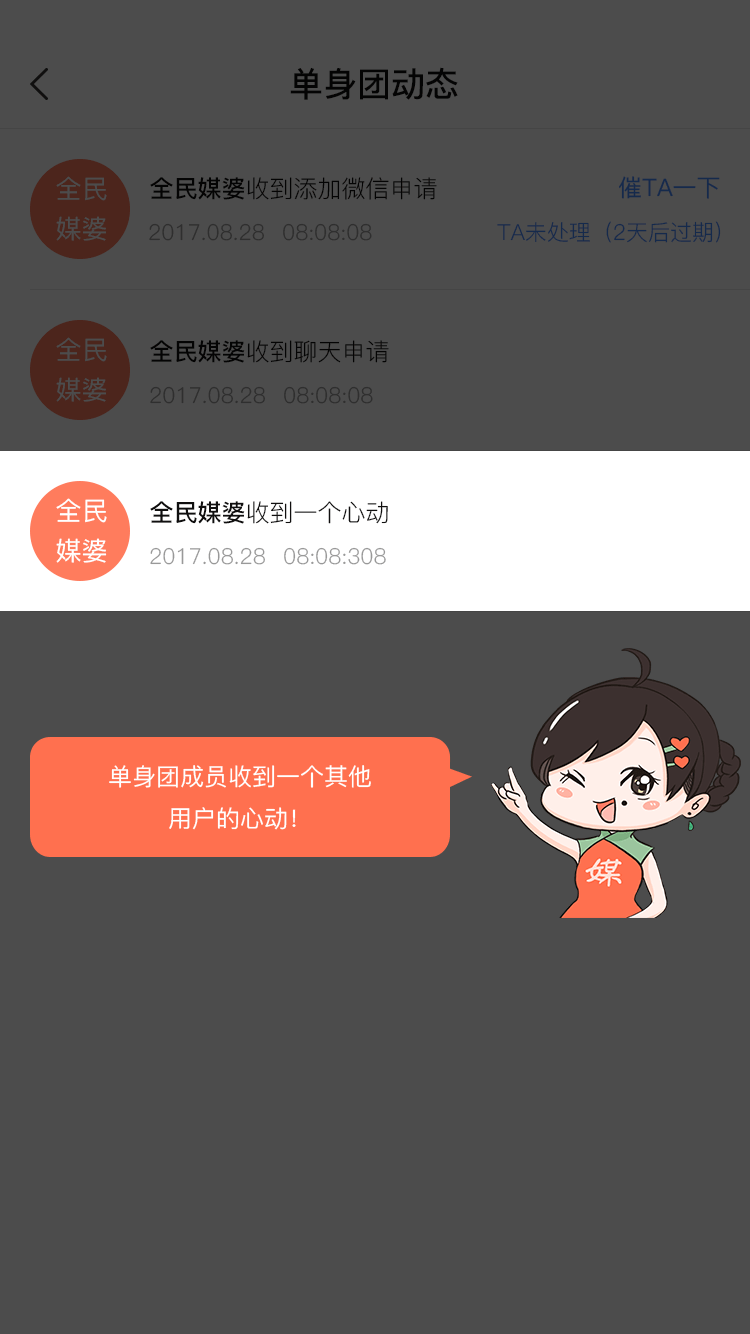 单身团动态
全民
媒婆
全民媒婆收到添加微信申请
催TA一下
2017.08.28 08:08:08
TA未处理（2天后过期）
全民
媒婆
全民媒婆收到聊天申请
2017.08.28 08:08:08
全民
媒婆
全民媒婆收到一个心动
2017.08.28 08:08:308
单身团成员收到一个其他
用户的心动！
媒